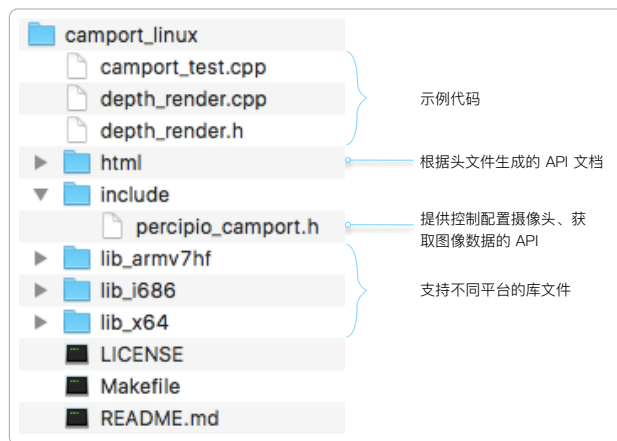 camport_linux
camport_test.cpp
depth_render.cpp
depth_render.h
示例代码
html
根据头文件生成的 API 文档
include
percipio_camport.h
提供控制配置摄像头、获
取图像数据的 API
lib_armv7hf
lib_i686
lib_x64
支持不同平台的库文件
LICENSE
Makefile
README.md